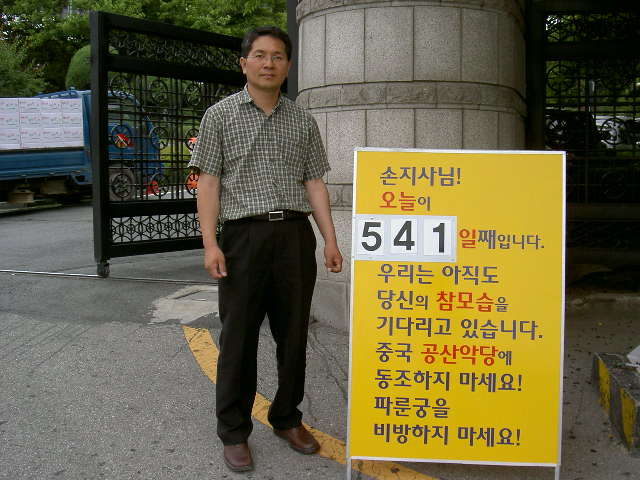 손지사님!
오늘이
541 일째입니다.
우리는 아직도
당신의 참모습을
기다리고 있습니다.
중국 공산악당에
동조하지 마세요!
파룬궁을
비방하지 마세요!